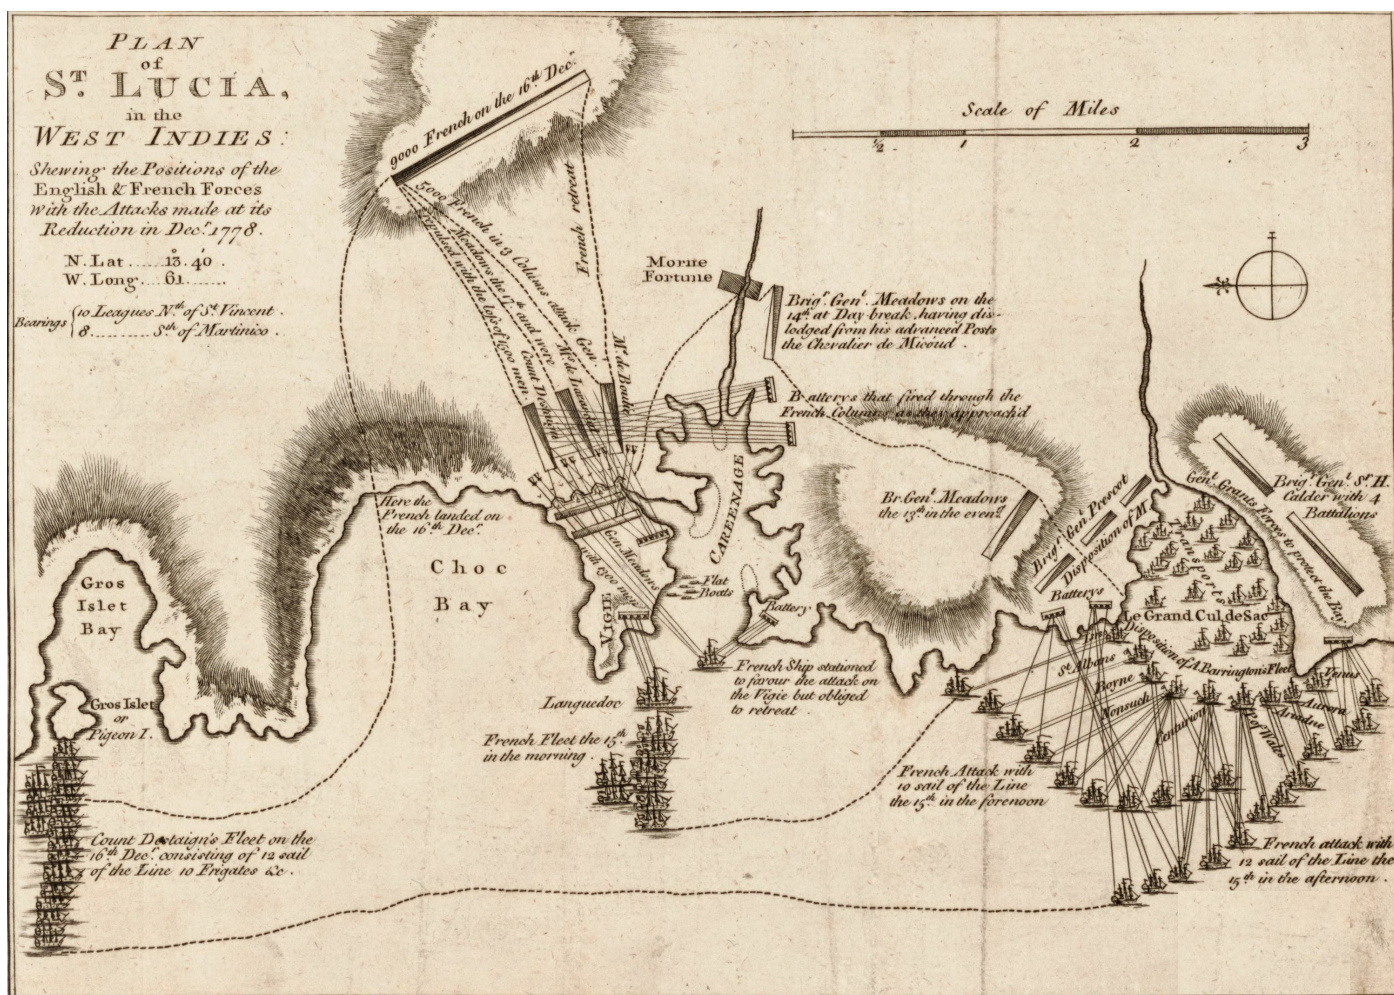 PLAN
of
ST. LUCIA,
in the
WEST INDIES:
Shewing the Positions of the
English & French Forces
with the Attacks made at its
Reduction in Decr. 1778.
N. Lat.....13°. 40'.
W. Long...61.......
Bearings { 10 Leagues Nth of St Vincent.
8.......... Sth of Martinico.
Scale of Miles
½ 1 2 3
9000 French on the 16th Decr.
5000 French in 3 Colums attack Gen.
Meadows the 17th and were
repulsed with the loss of 1500 men
French retreat
Count Destaign
Mr. de Boulie
Morne
Fortune
Brigr. Genl. Meadows on the
14th at Day break, having dis-
lodged from his advanced Posts
the Chevalier de Micoud.
Batterys that fired through the
French Columns as they approach'd
Here the
French landed on
the 16th Decr.
Gros
Islet
Bay
Choc
Bay
Gen. Meadows
with 1300 men
VIGIE
CAREENAGE
Flat
Boats
Battery
Br. Genl. Meadows
the 13th in the eveng.
Brigr. Genl. Prescot
Disposition of M.
Batterys
Genl. Grants Forces to protect the Bay
Brig. Genl. Sr H.
Calder with 4
Battalions
Transports
Le Grand Cul de Sac
Disposition of A. Barrington's Fleet
St. Albans
Boyne
Nonsuch
Centurion
P. of Wales
Ariadne
Aurora
Venus
Gros Islet
or
Pigeon I.
Languedoc
French Fleet the 15th
in the morning.
French Ship stationed
to favour the attack on
the Vigie but obliged
to retreat.
French Attack with
10 sail of the Line
the 15th in the forenoon
Count Destaign's Fleet on the
16th Decr. consisting of 12 sail
of the Line 10 Frigates &c.
French attack with
12 sail of the Line the
15th in the afternoon.